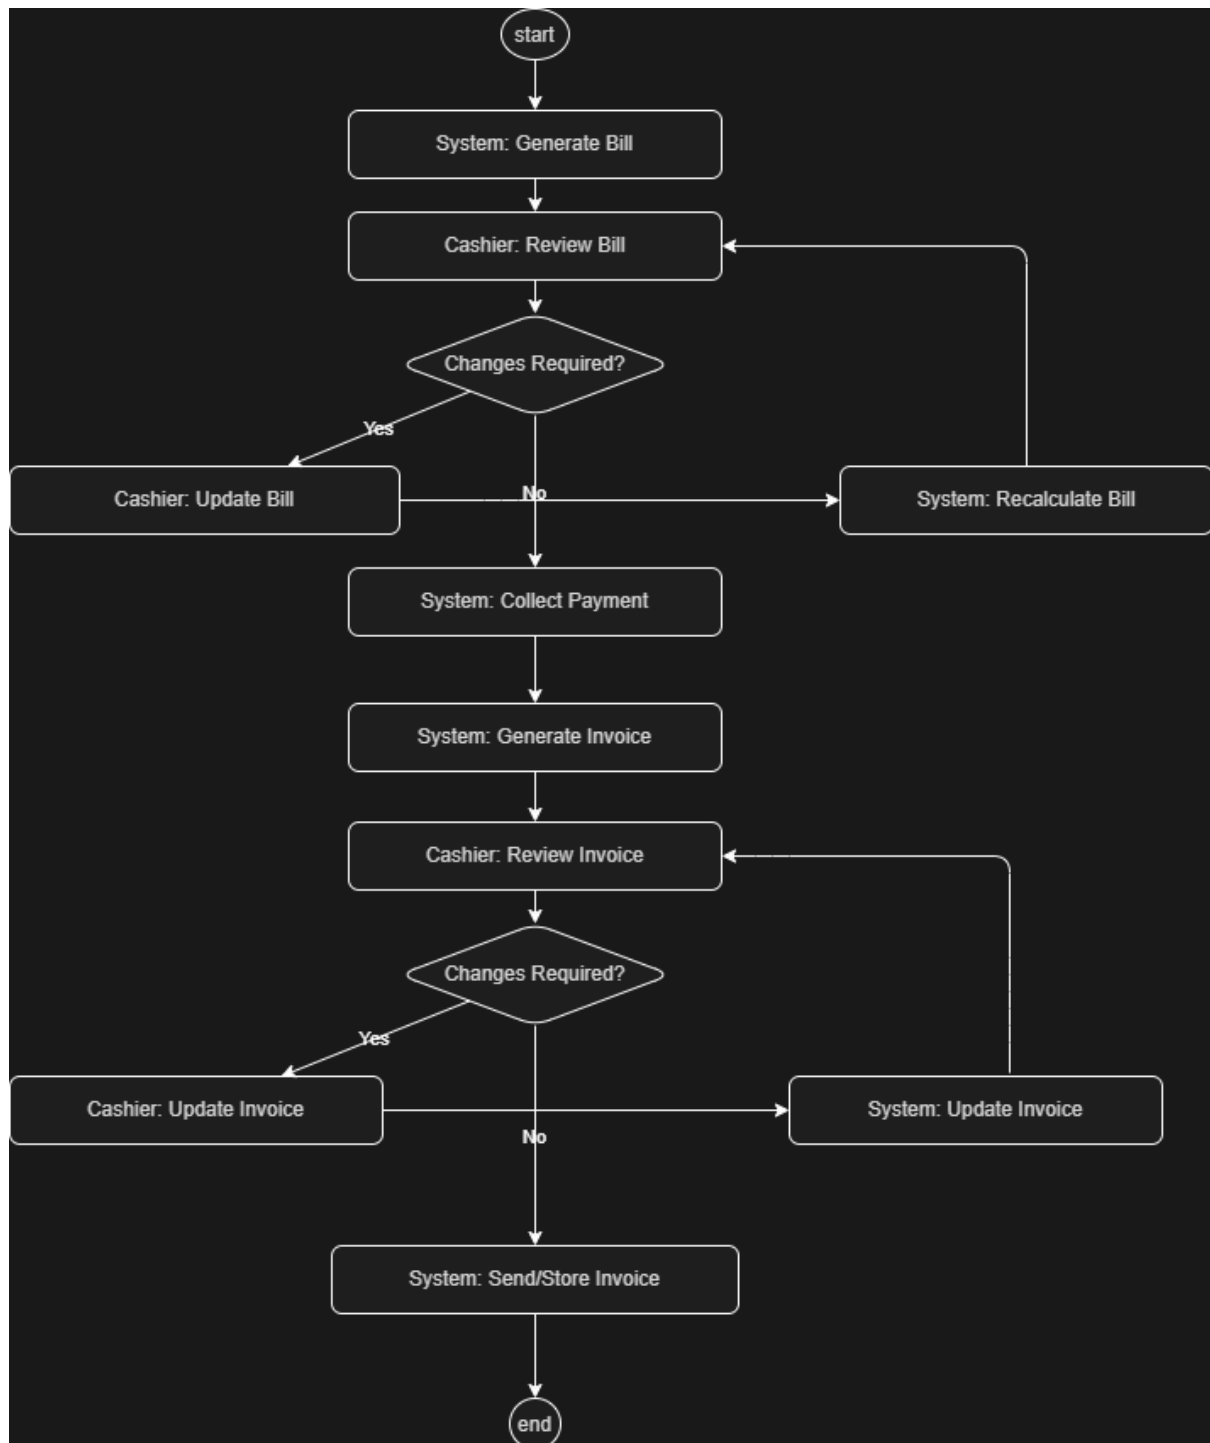 start
System: Generate Bill
Cashier: Review Bill
Changes Required?
Yes
Cashier: Update Bill
No
System: Recalculate Bill
System: Collect Payment
System: Generate Invoice
Cashier: Review Invoice
Changes Required?
Yes
Cashier: Update Invoice
System: Update Invoice
No
System: Send/Store Invoice
end